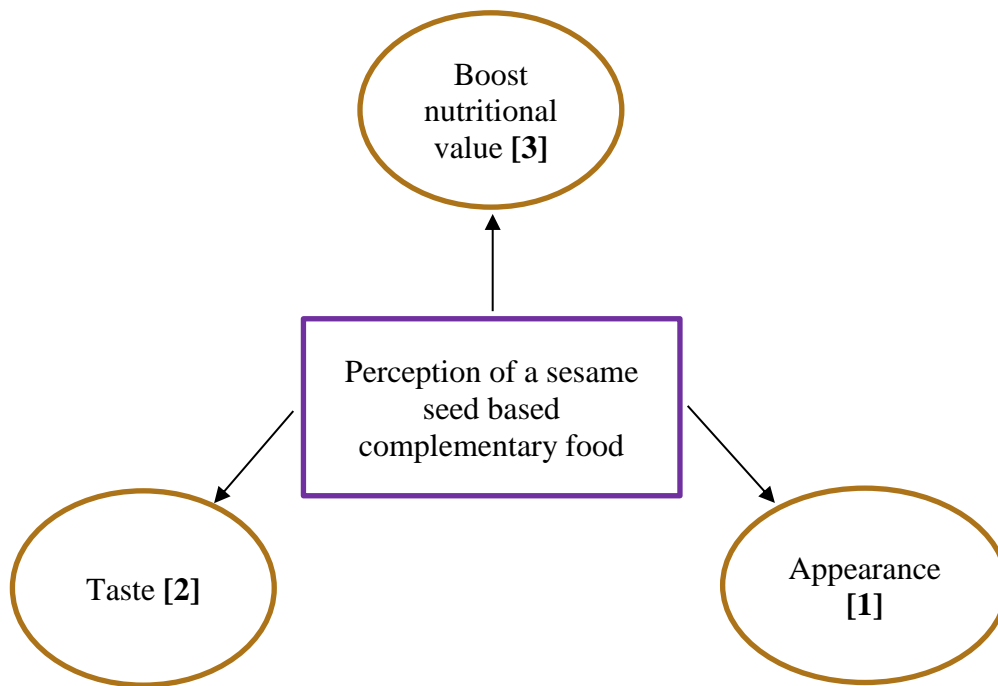 Boost
nutritional
value [3]
Perception of a sesame
seed based
complementary food
Taste [2]
Appearance
[1]